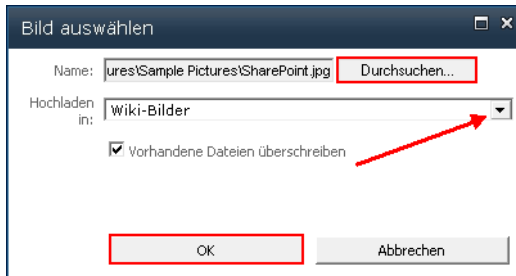 Bild auswählen
Name: ures\Sample Pictures\SharePoint.jpg Durchsuchen...
Hochladen in: Wiki-Bilder
Vorhandene Dateien überschreiben
OK Abbrechen